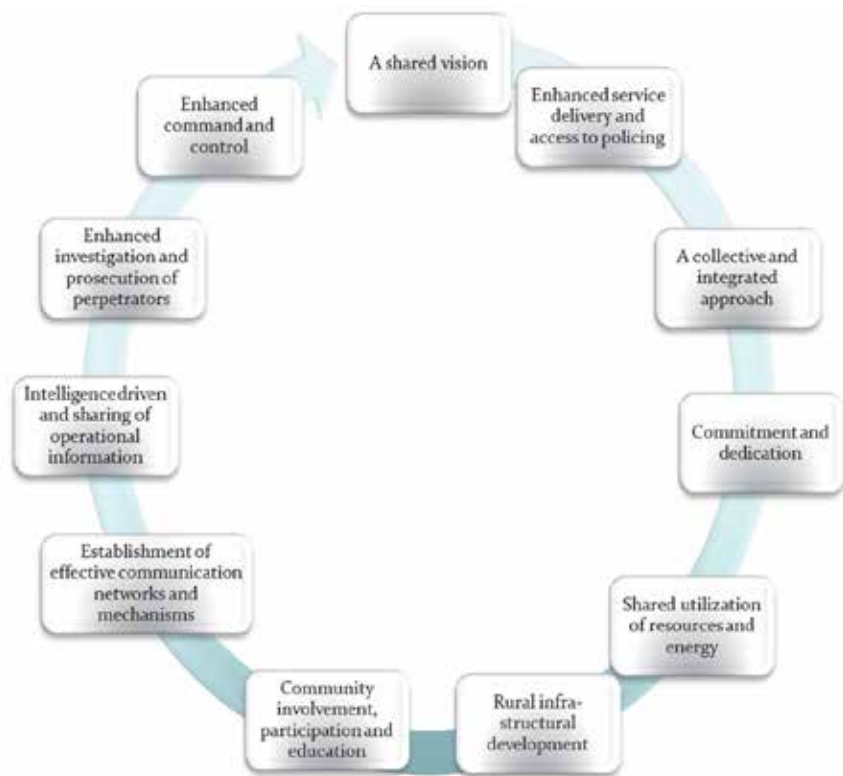 A shared vision
Enhanced service
delivery and
access to policing
A collective and
integrated
approach
Commitment and
dedication
Shared utilization
of resources and
energy
Rural infra-
structural
development
Community
involvement,
participation and
education
Establishment of
effective communication
networks and
mechanisms
Intelligence driven
and sharing of
operational
information
Enhanced
investigation and
prosecution of
perpetrators
Enhanced
command and
control